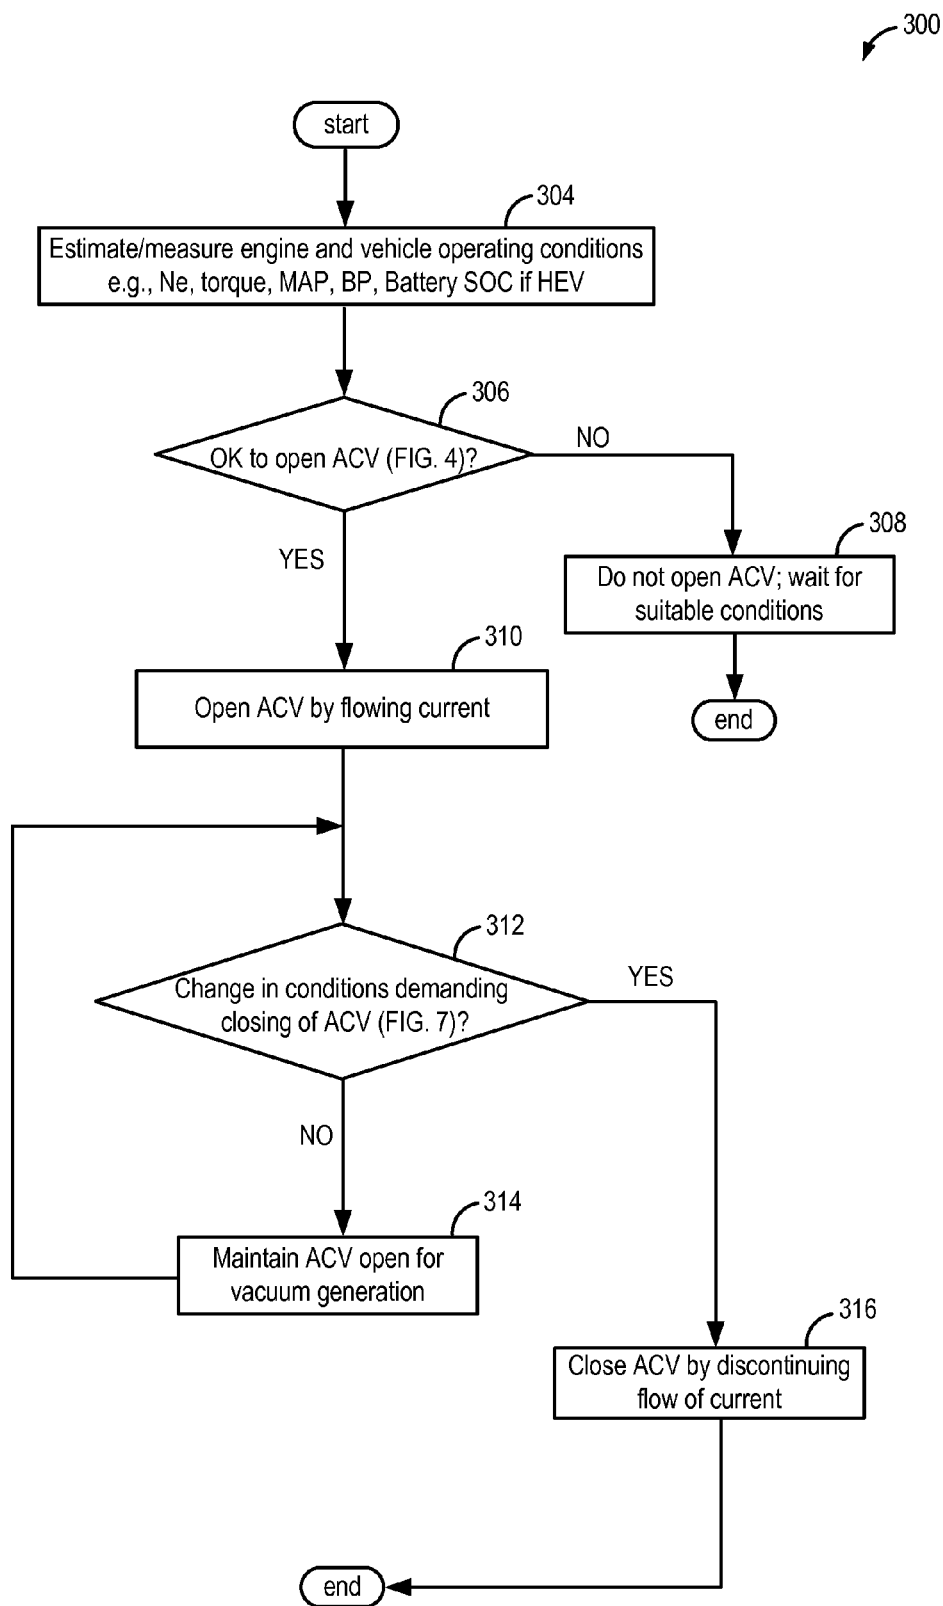 300
start
304
Estimate/measure engine and vehicle operating conditions
e.g., Ne, torque, MAP, BP, Battery SOC if HEV
306
OK to open ACV (FIG. 4)?
NO
YES
308
Do not open ACV; wait for
suitable conditions
end
310
Open ACV by flowing current
312
Change in conditions demanding
closing of ACV (FIG. 7)?
YES
NO
314
Maintain ACV open for
vacuum generation
316
Close ACV by discontinuing
flow of current
end